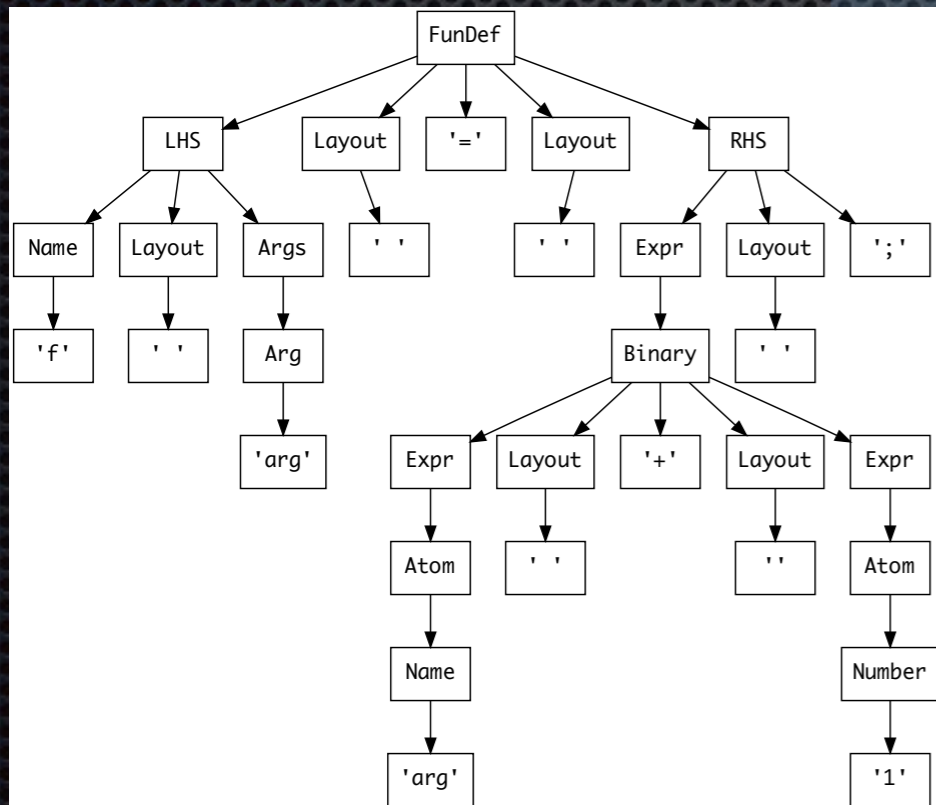 FunDef
LHS Layout '=' Layout RHS
Name Layout Args ' ' ' ' Expr Layout ';'
'f' ' ' Arg Binary ' '
'arg' Expr Layout '+' Layout Expr
Atom ' ' '' Atom
Name Number
'arg' '1'